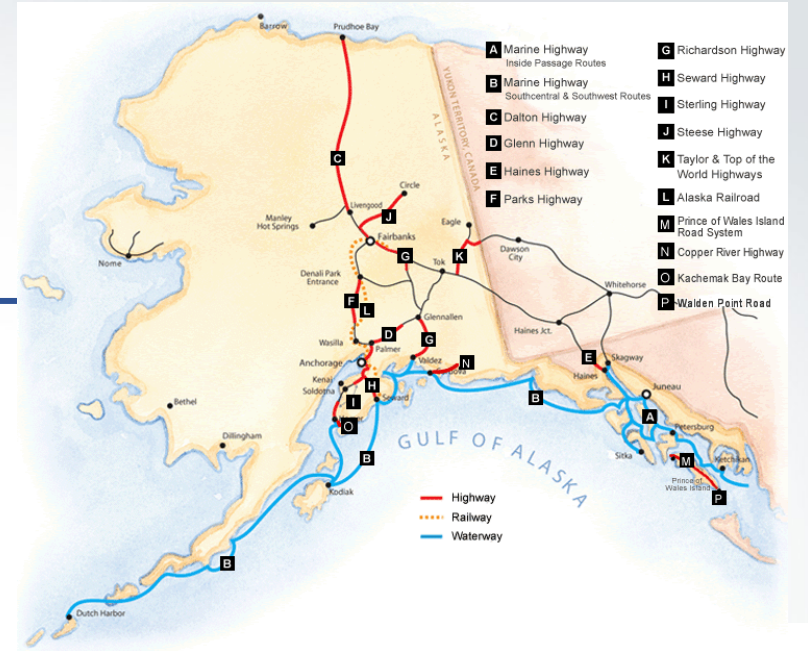 Barrow
Prudhoe Bay
A Marine Highway
Inside Passage Routes
B Marine Highway
Southcentral & Southwest Routes
C Dalton Highway
D Glenn Highway
E Haines Highway
F Parks Highway
G Richardson Highway
H Seward Highway
I Sterling Highway
J Steese Highway
K Taylor & Top of the
World Highways
L Alaska Railroad
M Prince of Wales Island
Road System
N Copper River Highway
O Kachemak Bay Route
P Walden Point Road
YUKON TERRITORY, CANADA
ALASKA
C
Circle
Livengood
J
Manley
Hot Springs
Eagle
Fairbanks
G
K
Dawson
City
Nome
Tok
Denali Park
Entrance
Whitehorse
F
L
Glennallen
Haines Jct.
D
Wasilla
Palmer
G
Anchorage
Valdez
N
E
Skagway
Haines
Kenai
Soldotna
H
Seward
I
B
Juneau
A
Bethel
O
Petersburg
Dillingham
GULF OF ALASKA
B
Sitka
M
Ketchikan
Prince of
Wales Island
P
Kodiak
Highway
Railway
Waterway
B
Dutch Harbor